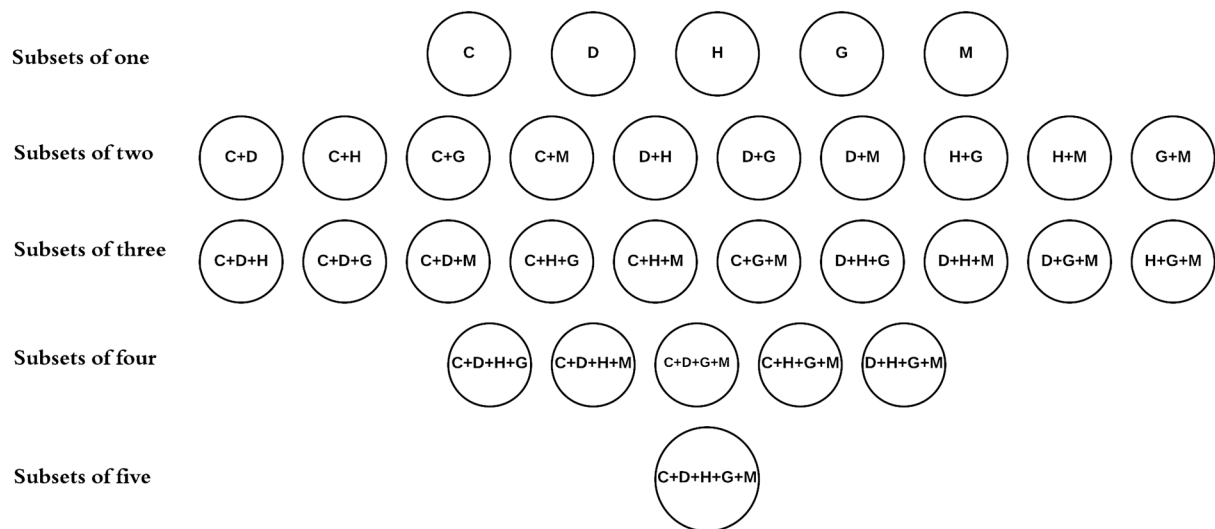 Subsets of one C D H G M
Subsets of two C+D C+H C+G C+M D+H D+G D+M H+G H+M G+M
Subsets of three C+D+H C+D+G C+D+M C+H+G C+H+M C+G+M D+H+G D+H+M D+G+M H+G+M
Subsets of four C+D+H+G C+D+H+M C+D+G+M C+H+G+M D+H+G+M
Subsets of five C+D+H+G+M